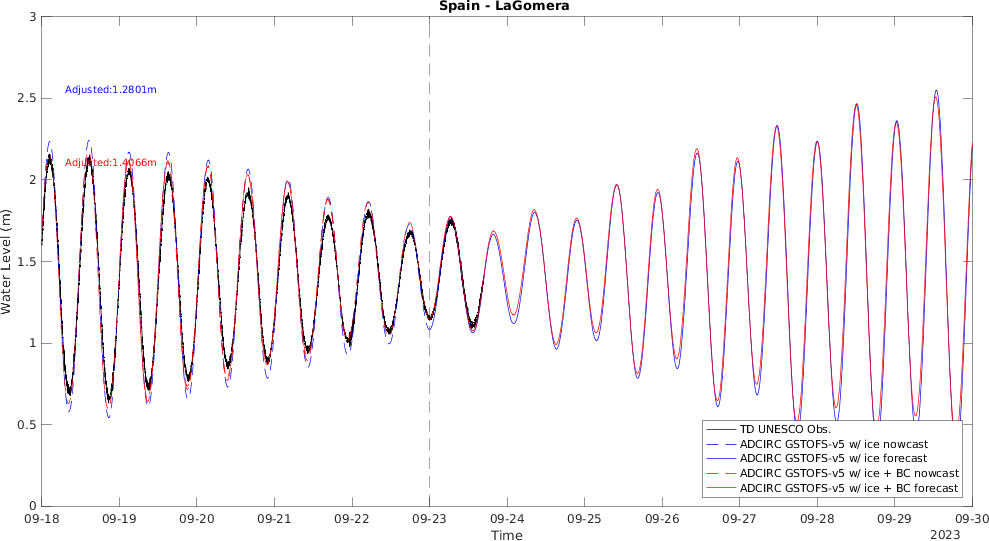 Spain - LaGomera
Water Level (m)
3
2.5
2
1.5
1
0.5
0
Adjusted:1.2801m
Adjusted:1.4066m
TD UNESCO Obs.
ADCIRC GSTOFS-v5 w/ ice nowcast
ADCIRC GSTOFS-v5 w/ ice forecast
ADCIRC GSTOFS-v5 w/ ice + BC nowcast
ADCIRC GSTOFS-v5 w/ ice + BC forecast
09-18 09-19 09-20 09-21 09-22 09-23 09-24 09-25 09-26 09-27 09-28 09-29 09-30
Time
2023